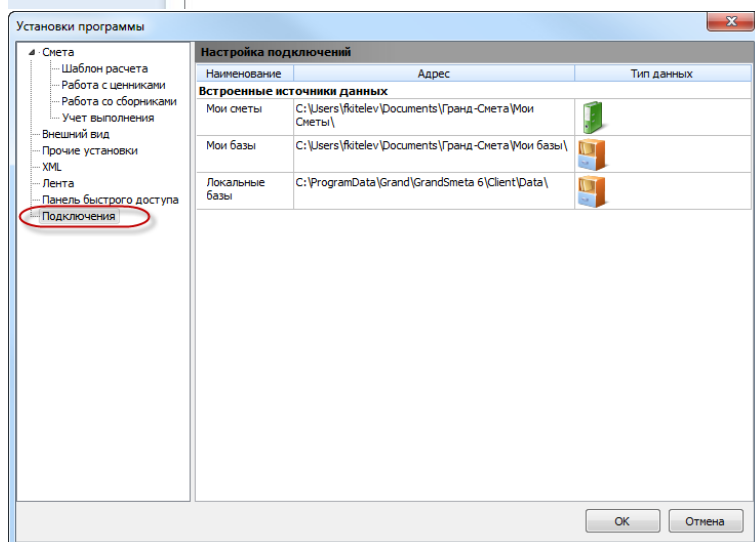 Установки программы
Смета
Шаблон расчета
Работа с ценниками
Работа со сборниками
Учет выполнения
Внешний вид
Прочие установки
XML
Лента
Панель быстрого доступа
Подключения
Настройка подключений
Наименование Адрес Тип данных
Встроенные источники данных
Мои сметы C:\Users\fkitelev\Documents\Гранд-Смета\Мои
Сметы\
Мои базы C:\Users\fkitelev\Documents\Гранд-Смета\Мои базы\
Локальные C:\ProgramData\Grand\GrandSmeta 6\Client\Data\
базы
OK Отмена